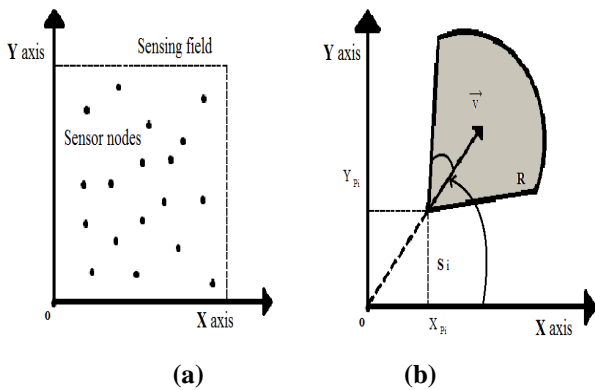 Y axis
Sensing field
Sensor nodes
0
X axis
(a)
Y axis
V
Y Pi
R
S i
0
X Pi
X axis
(b)